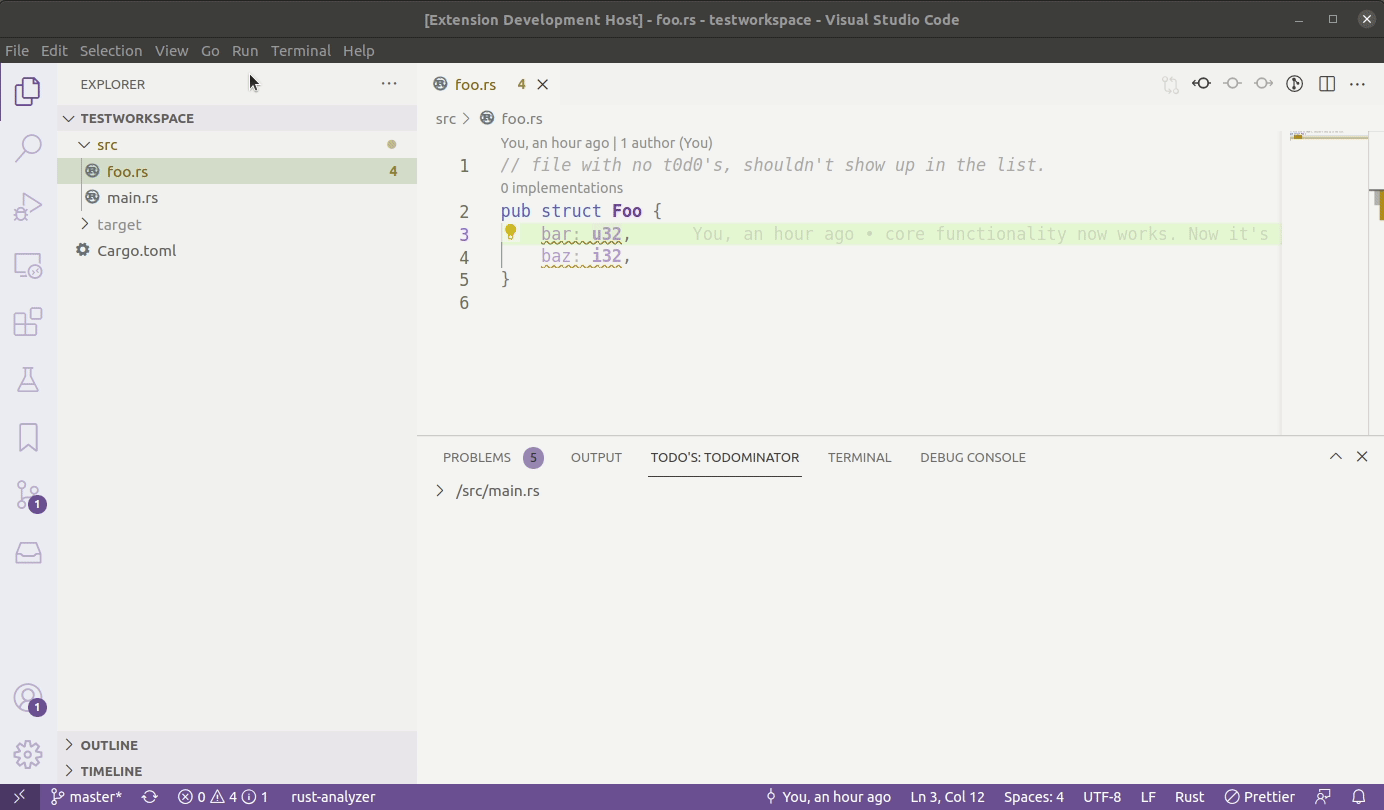 [Extension Development Host] - foo.rs - testworkspace - Visual Studio Code
File Edit Selection View Go Run Terminal Help
EXPLORER
TESTWORKSPACE
src
foo.rs 4
main.rs
target
Cargo.toml
OUTLINE
TIMELINE
1
1
foo.rs 4
src > foo.rs
You, an hour ago | 1 author (You)
1 // file with no t0d0's, shouldn't show up in the list.
0 implementations
2 pub struct Foo {
3 bar: u32, You, an hour ago • core functionality now works. Now it's
4 baz: i32,
5 }
6
PROBLEMS 5 OUTPUT TODO'S: TODOMINATOR TERMINAL DEBUG CONSOLE
/src/main.rs
master* 0 4 1 rust-analyzer You, an hour ago Ln 3, Col 12 Spaces: 4 UTF-8 LF Rust Prettier